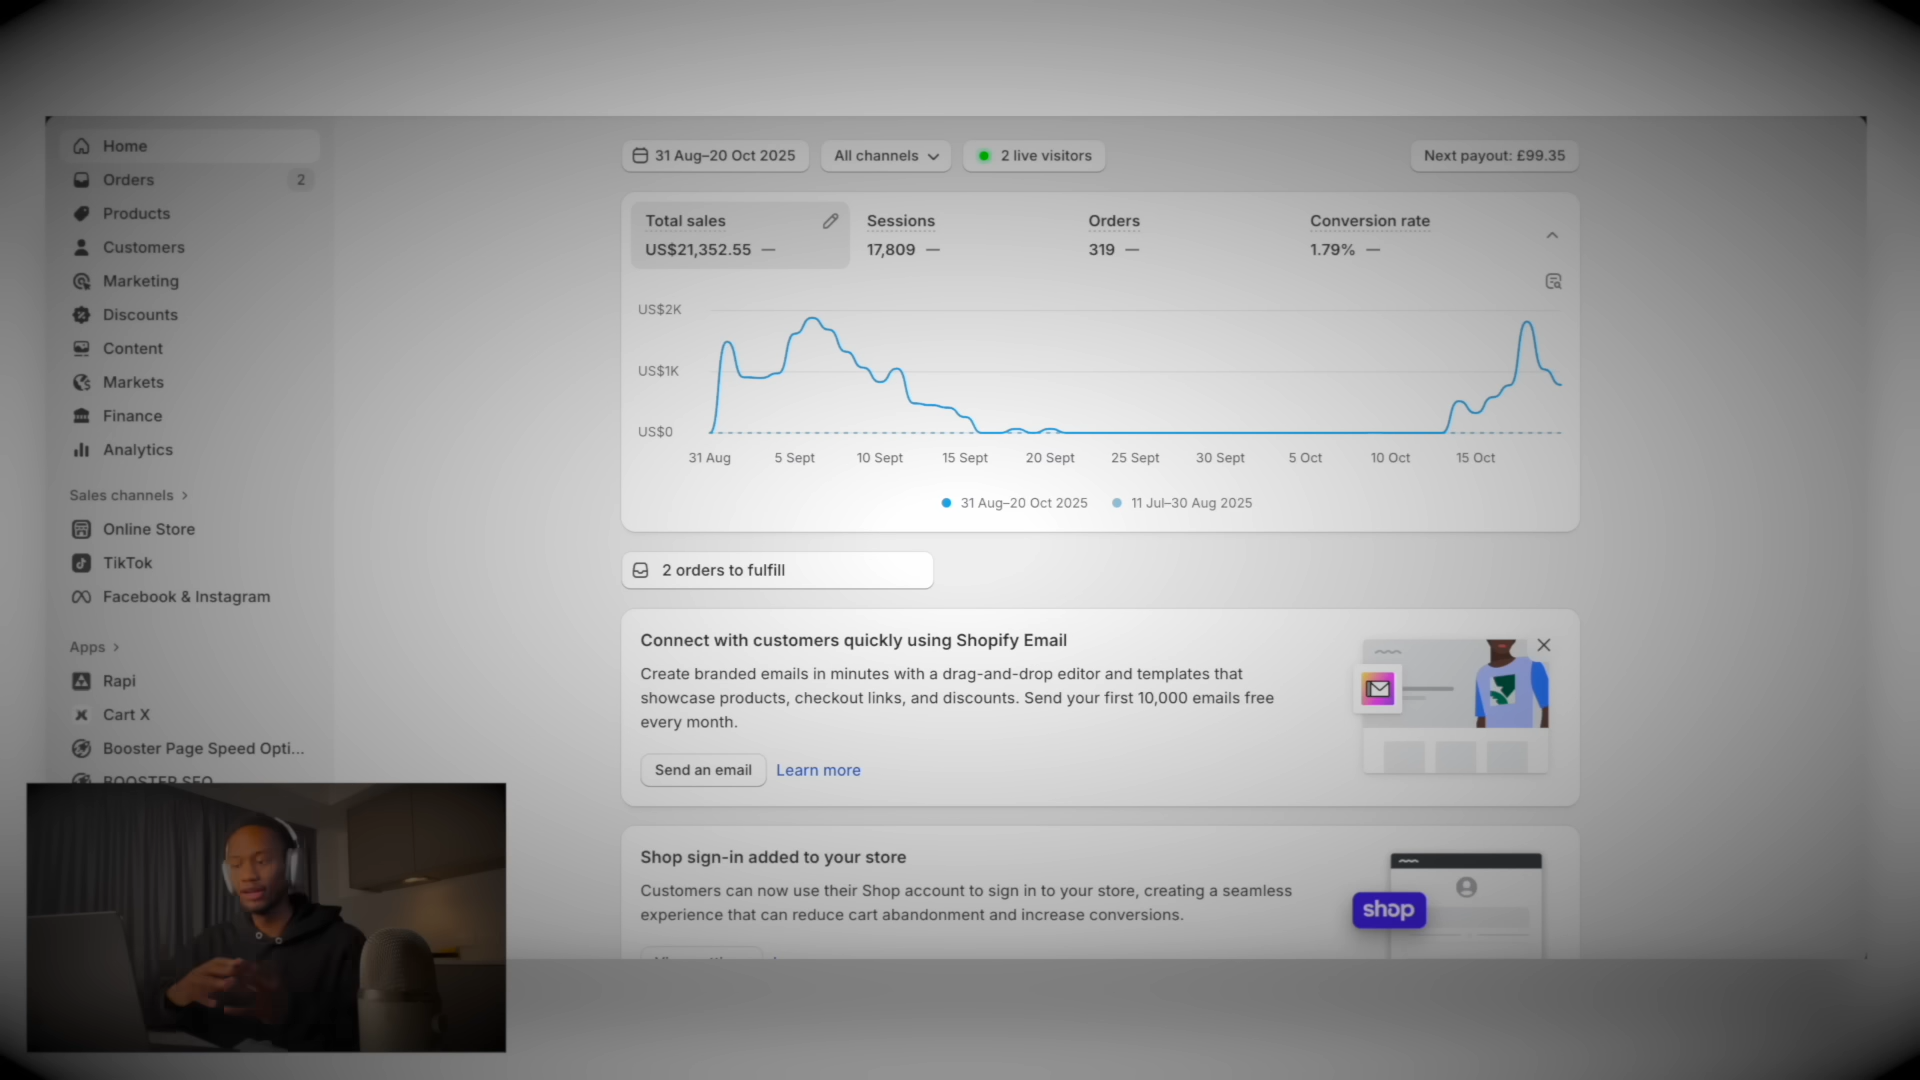 Home
Orders
2
Products
Customers
Marketing
Discounts
Content
Markets
Finance
Analytics
Sales channels
Online Store
TikTok
Facebook & Instagram
Apps
Rapi
Cart X
Booster Page Speed Opti...
BOOSTER SEO
31 Aug–20 Oct 2025
All channels
2 live visitors
Next payout: £99.35
Total sales
US$21,352.55 —
Sessions
17,809 —
Orders
319 —
Conversion rate
1.79% —
US$2K
US$1K
US$0
31 Aug
5 Sept
10 Sept
15 Sept
20 Sept
25 Sept
30 Sept
5 Oct
10 Oct
15 Oct
31 Aug–20 Oct 2025
11 Jul–30 Aug 2025
2 orders to fulfill
Connect with customers quickly using Shopify Email
Create branded emails in minutes with a drag-and-drop editor and templates that
showcase products, checkout links, and discounts. Send your first 10,000 emails free
every month.
Send an email
Learn more
Shop sign-in added to your store
Customers can now use their Shop account to sign in to your store, creating a seamless
experience that can reduce cart abandonment and increase conversions.
shop